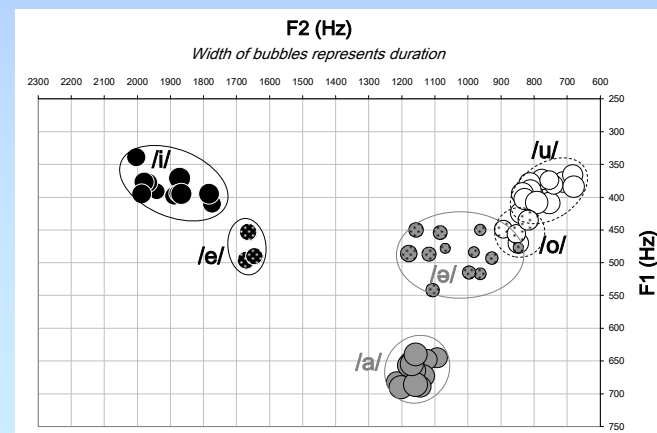 F2 (Hz)
Width of bubbles represents duration
2300 2200 2100 2000 1900 1800 1700 1600 1500 1400 1300 1200 1100 1000 900 800 700 600
250
300
/u/
/i/
350
400
450
/e/
/o/
500
/ə/
550
600
/a/
650
700
750
F1 (Hz)